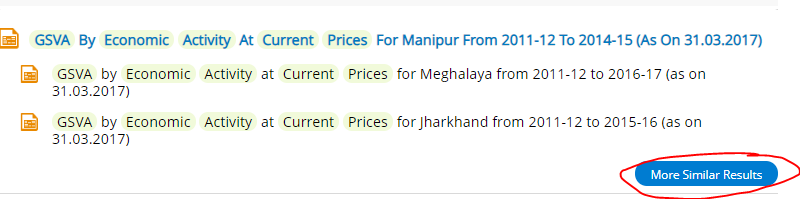 GSVA By Economic Activity At Current Prices For Manipur From 2011-12 To 2014-15 (As On 31.03.2017)
GSVA by Economic Activity at Current Prices for Meghalaya from 2011-12 to 2016-17 (as on
31.03.2017)
GSVA by Economic Activity at Current Prices for Jharkhand from 2011-12 to 2015-16 (as on
31.03.2017)
More Similar Results